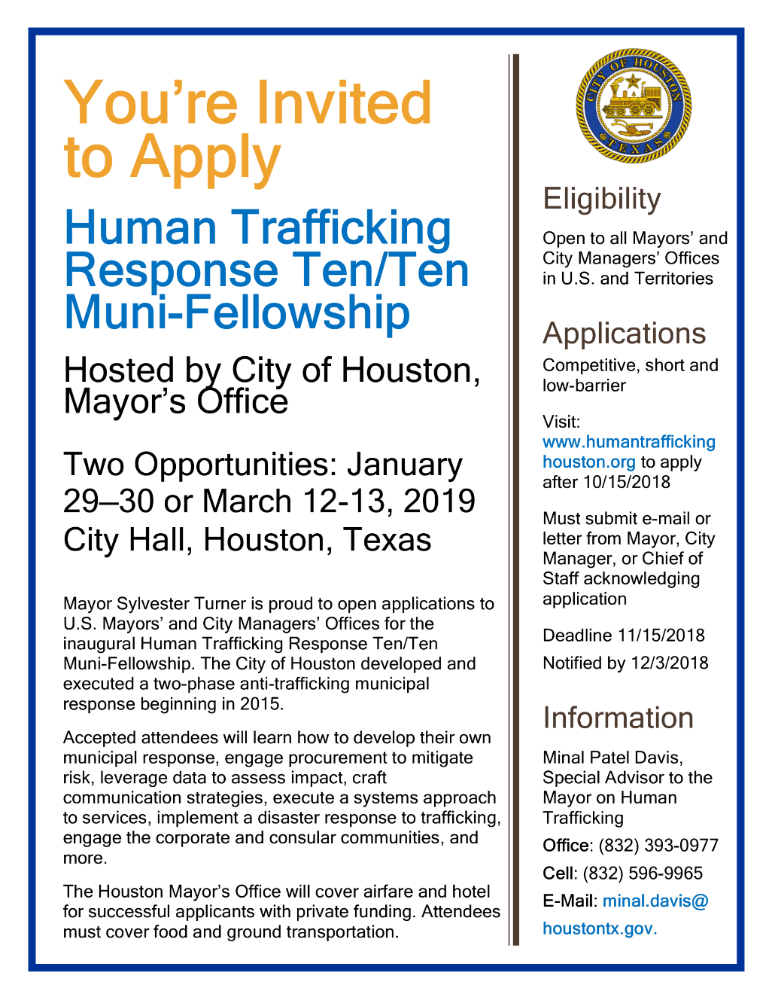 You're Invited
to Apply
Human Trafficking
Response Ten/Ten
Muni-Fellowship
Hosted by City of Houston,
Mayor's Office
Two Opportunities: January
29—30 or March 12-13, 2019
City Hall, Houston, Texas
Mayor Sylvester Turner is proud to open applications to
U.S. Mayors' and City Managers' Offices for the
inaugural Human Trafficking Response Ten/Ten
Muni-Fellowship. The City of Houston developed and
executed a two-phase anti-trafficking municipal
response beginning in 2015.
Accepted attendees will learn how to develop their own
municipal response, engage procurement to mitigate
risk, leverage data to assess impact, craft
communication strategies, execute a systems approach
to services, implement a disaster response to trafficking,
engage the corporate and consular communities, and
more.
The Houston Mayor's Office will cover airfare and hotel
for successful applicants with private funding. Attendees
must cover food and ground transportation.
CITY OF HOUSTON
TEXAS
Eligibility
Open to all Mayors' and
City Managers' Offices
in U.S. and Territories
Applications
Competitive, short and
low-barrier
Visit:
www.humantrafficking
houston.org to apply
after 10/15/2018
Must submit e-mail or
letter from Mayor, City
Manager, or Chief of
Staff acknowledging
application
Deadline 11/15/2018
Notified by 12/3/2018
Information
Minal Patel Davis,
Special Advisor to the
Mayor on Human
Trafficking
Office: (832) 393-0977
Cell: (832) 596-9965
E-Mail: minal.davis@
houstontx.gov.